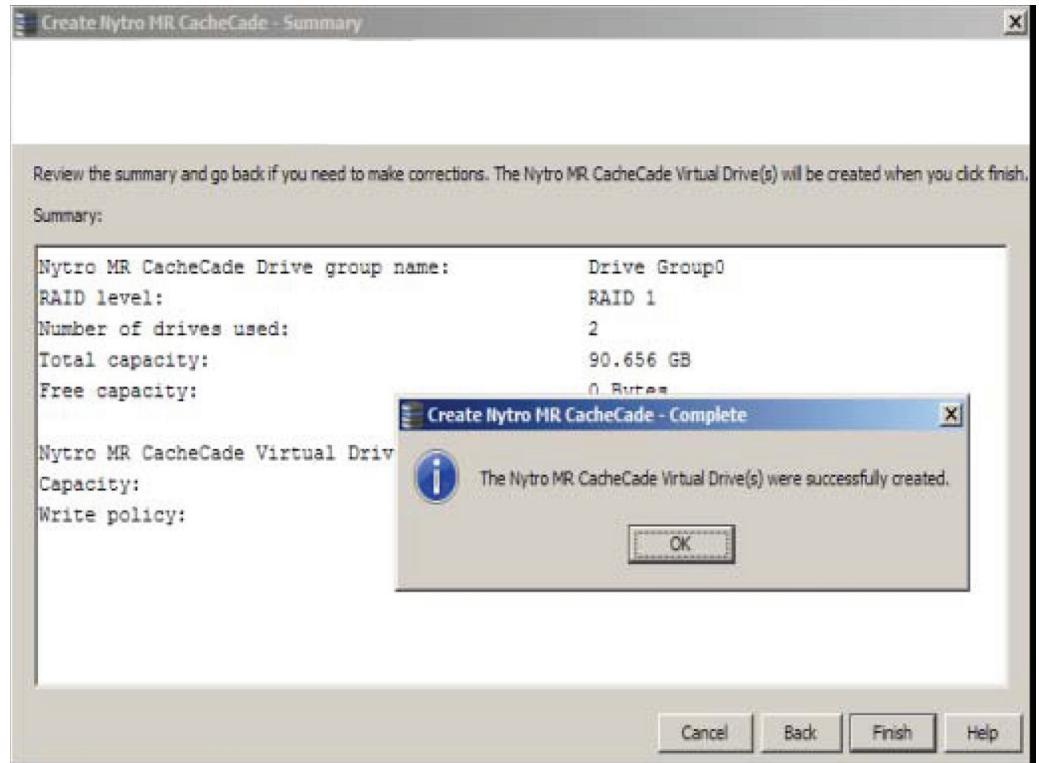 Create Nytro MR CacheCade - Summary
Review the summary and go back if you need to make corrections. The Nytro MR CacheCade Virtual Drive(s) will be created when you click finish.
Summary:
Nytro MR CacheCade Drive group name: Drive Group0
RAID level: RAID 1
Number of drives used: 2
Total capacity: 90.656 GB
Free capacity: 0 Bytes
Create Nytro MR CacheCade - Complete
Nytro MR CacheCade Virtual Driv
Capacity:
Write policy:
The Nytro MR CacheCade Virtual Drive(s) were successfully created.
OK
Cancel Back Finish Help